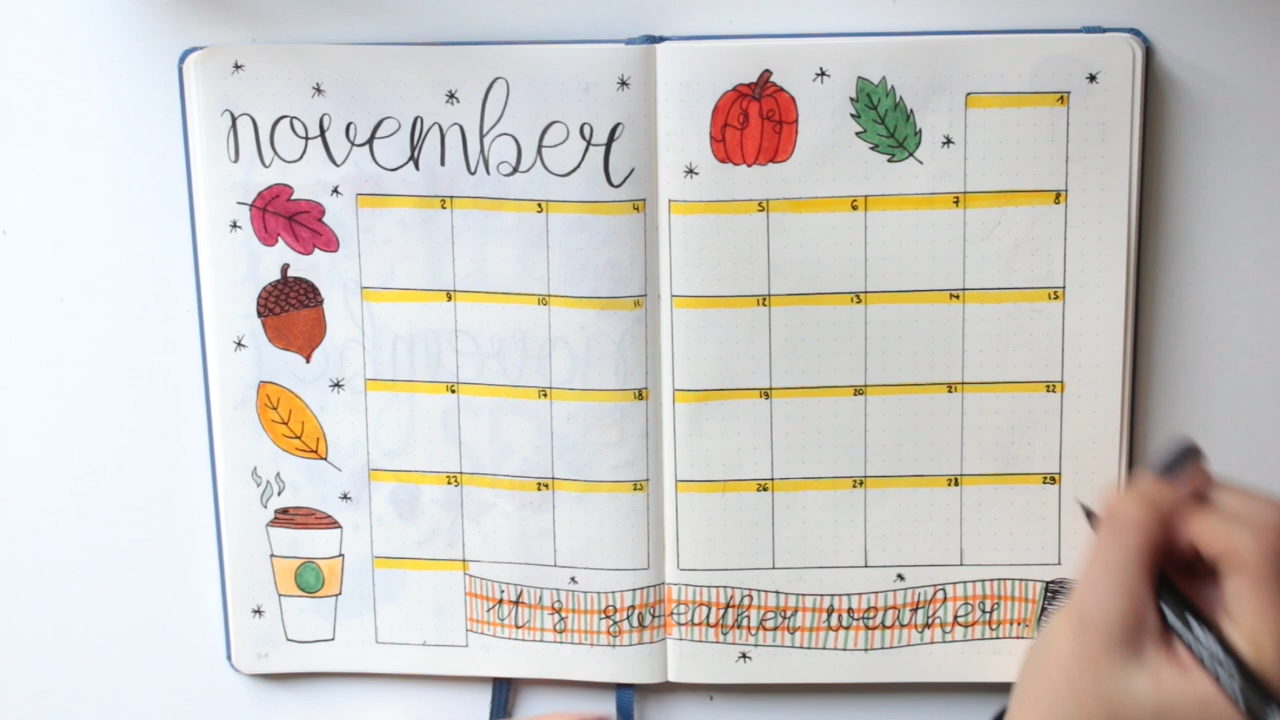 november
1
2 3 4 5 6 7 8
9 10 11 12 13 14 15
16 17 18 19 20 21 22
23 24 25 26 27 28 29
it's sweather weather...